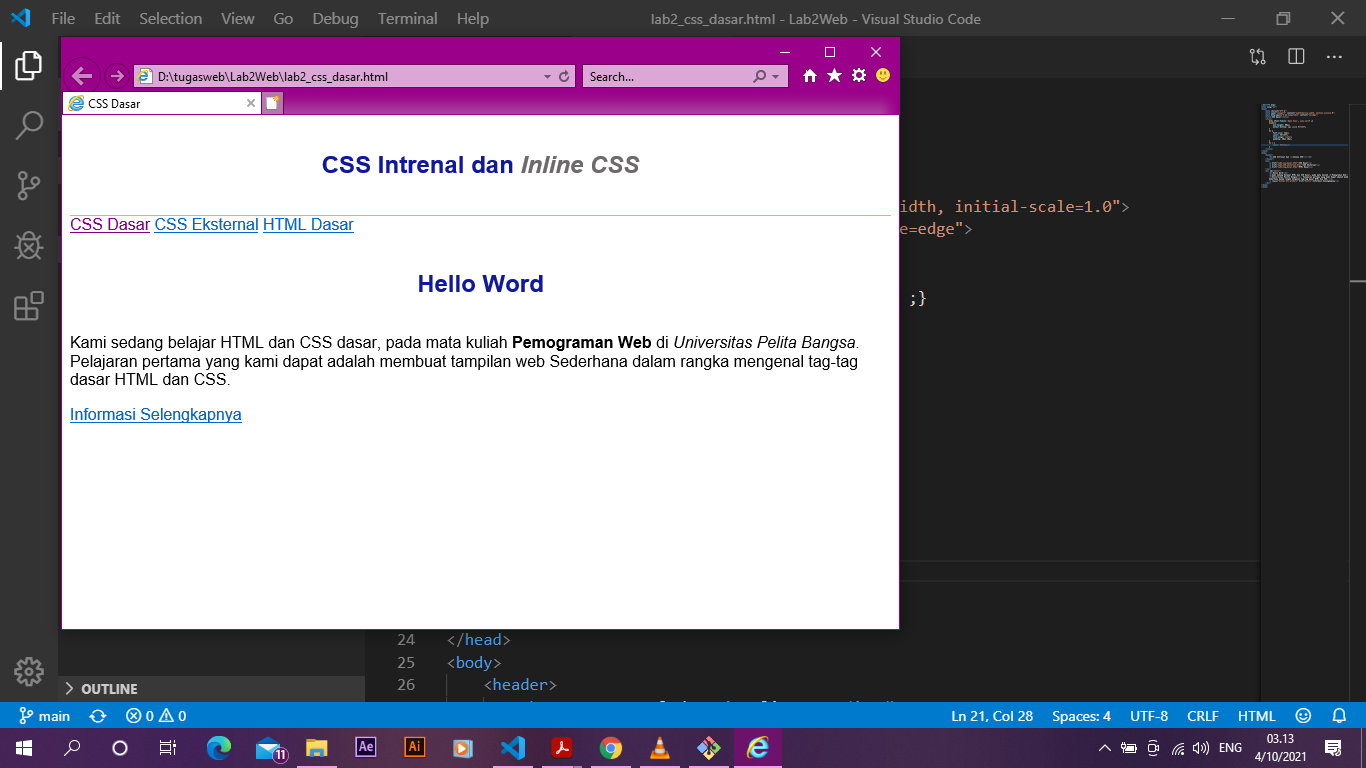 File Edit Selection View Go Debug Terminal Help lab2_css_dasar.html - Lab2Web - Visual Studio Code
D:\tugasweb\Lab2Web\lab2_css_dasar.html Search...
CSS Dasar
CSS Intrenal dan Inline CSS
CSS Dasar CSS Eksternal HTML Dasar
Hello Word
Kami sedang belajar HTML dan CSS dasar, pada mata kuliah Pemograman Web di Universitas Pelita Bangsa.
Pelajaran pertama yang kami dapat adalah membuat tampilan web Sederhana dalam rangka mengenal tag-tag
dasar HTML dan CSS.
Informasi Selengkapnya
idth, initial-scale=1.0">
e=edge">
;}
24 </head>
25 <body>
26 <header>
OUTLINE
main 0 0 Ln 21, Col 28 Spaces: 4 UTF-8 CRLF HTML
11 Ae Ai ENG 03.13
4/10/2021